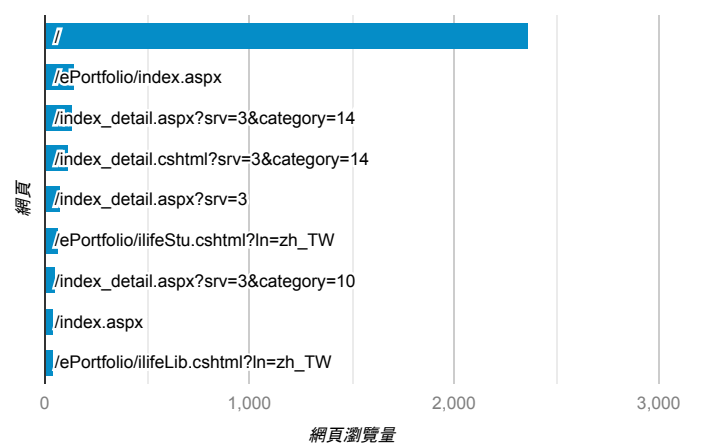 /
/ePortfolio/index.aspx
/index_detail.aspx?srv=3&category=14
/index_detail.cshtml?srv=3&category=14
/index_detail.aspx?srv=3
/ePortfolio/ilifeStu.cshtml?ln=zh_TW
/index_detail.aspx?srv=3&category=10
/index.aspx
/ePortfolio/ilifeLib.cshtml?ln=zh_TW
網頁
0 1,000 2,000 3,000
網頁瀏覽量